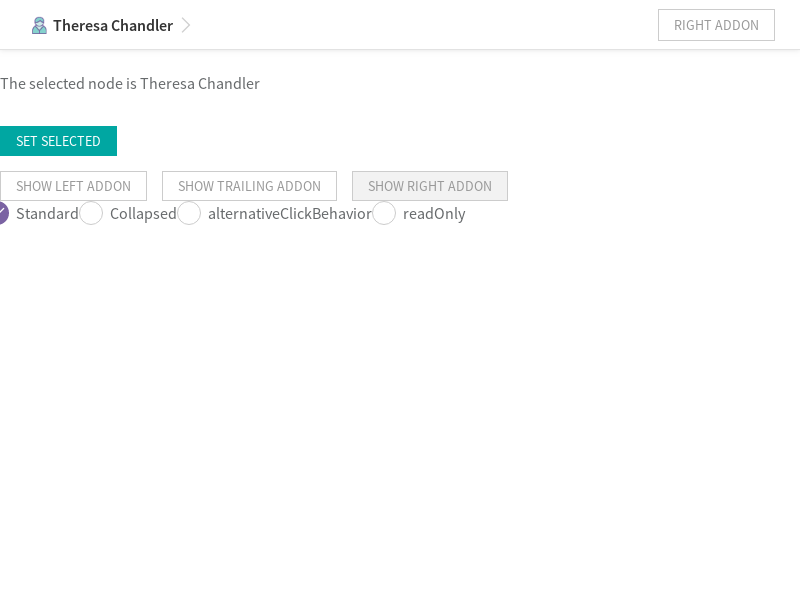 Theresa Chandler
RIGHT ADDON
The selected node is Theresa Chandler
SET SELECTED
SHOW LEFT ADDON SHOW TRAILING ADDON SHOW RIGHT ADDON
Standard Collapsed alternativeClickBehavior readOnly